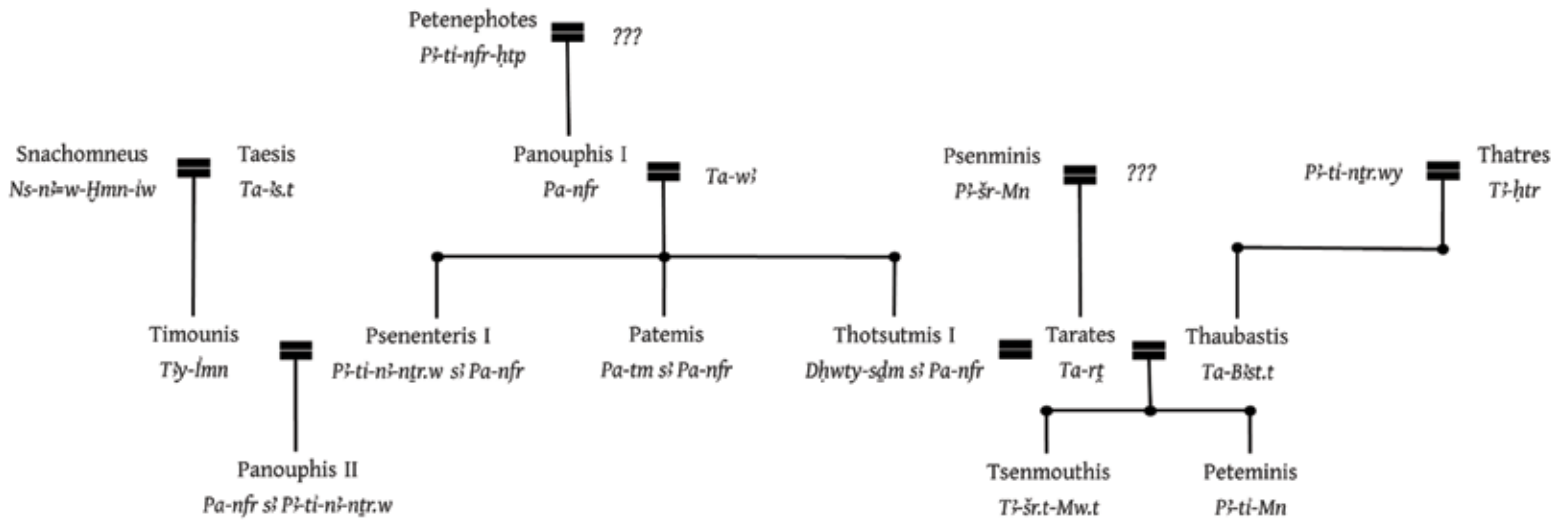 Petenephotes
Pꜣ-ti-nfr-ḥtp
???
Snachomneus
Ns-nꜣ=w-Ḫmn-iw
Taesis
Ta-ꜣs.t
Panouphis I
Pa-nfr
Ta-wꜣ
Psenminis
Pꜣ-šr-Mn
???
Pꜣ-ti-nṯr.wy
Thatres
Tꜣ-ḥtr
Timounis
Tꜣy-Imn
Psenenteris I
Pꜣ-ti-nꜣ-nṯr.w sꜣ Pa-nfr
Patemis
Pa-tm sꜣ Pa-nfr
Thotsutmis I
Ḏḥwty-sḏm sꜣ Pa-nfr
Tarates
Ta-rṯ
Thaubastis
Ta-Bꜣst.t
Panouphis II
Pa-nfr sꜣ Pꜣ-ti-nꜣ-nṯr.w
Tsenmouthis
Tꜣ-šr.t-Mw.t
Peteminis
Pꜣ-ti-Mn